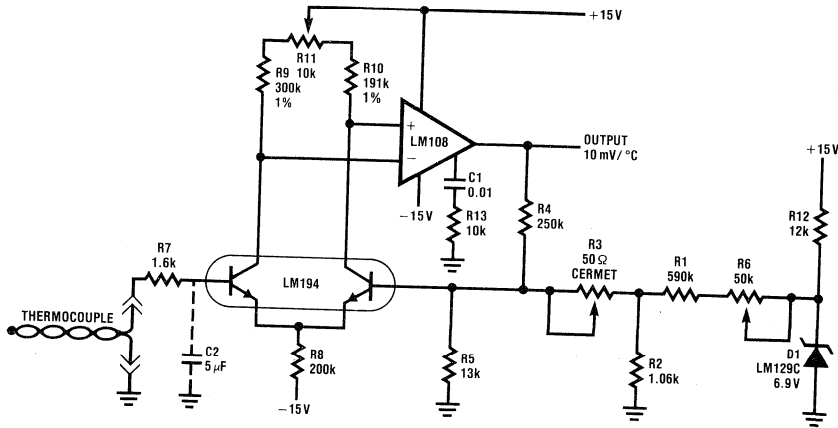 +15V
R11
10k
R9
300k
1%
R10
191k
1%
+
LM108
−
−15V
C1
0.01
R13
10k
OUTPUT
10 mV/°C
R4
250k
+15V
R12
12k
R7
1.6k
LM194
R3
50 Ω
CERMET
R1
590k
R6
50k
THERMOCOUPLE
C2
5 μF
R8
200k
−15V
R5
13k
R2
1.06k
D1
LM129C
6.9V